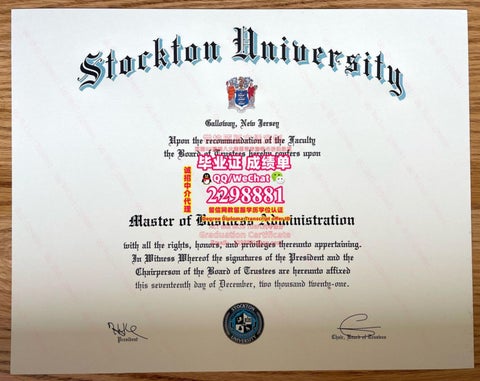 Stockton University
Galloway, New Jersey
Upon the recommendation of the Faculty
the Board of Trustees hereby confers upon
毕业证成绩单
QQ/WeChat
2298881
诚招中介代理
Master of Business Administration
with all the rights, honors, and privileges thereunto appertaining.
In Witness Whereof the signatures of the President and the
Chairperson of the Board of Trustees are hereunto affixed
this seventeenth day of December, two thousand twenty-one.
STOCKTON
UNIVERSITY
President
Chair, Board of Trustees